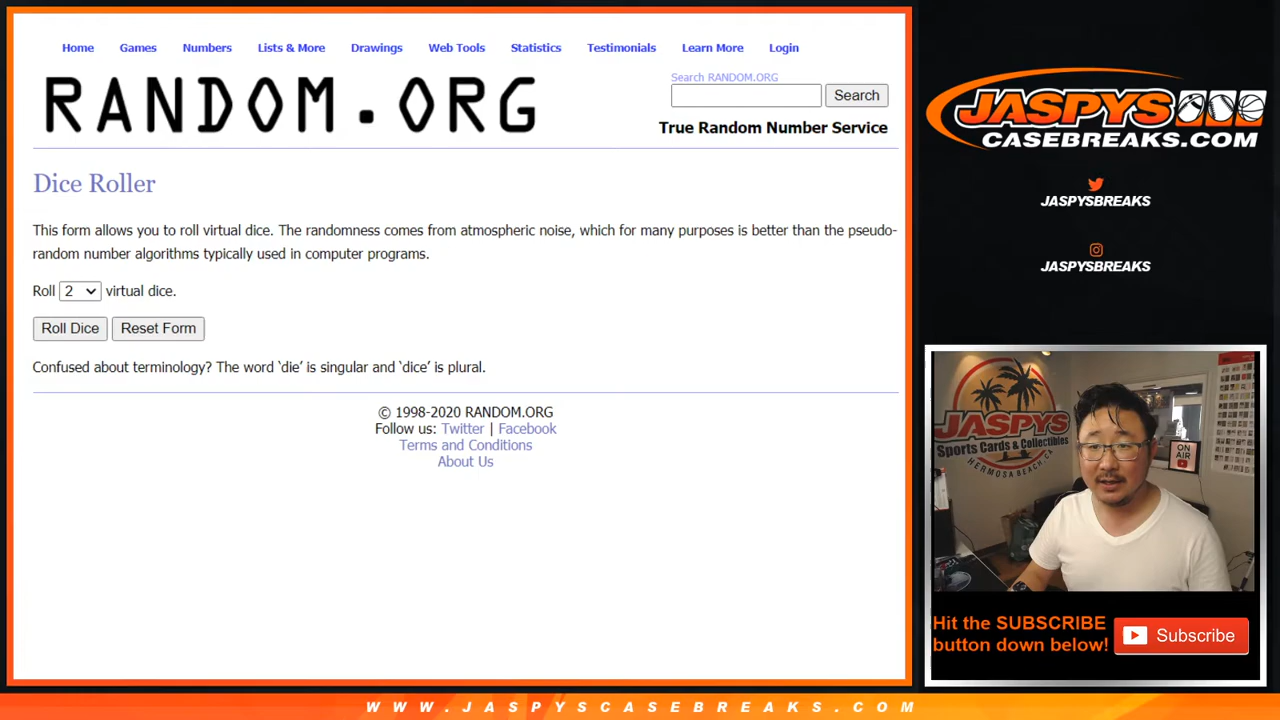 Home Games Numbers Lists & More Drawings Web Tools Statistics Testimonials Learn More Login
RANDOM.ORG
Search RANDOM.ORG
Search
True Random Number Service
Dice Roller
This form allows you to roll virtual dice. The randomness comes from atmospheric noise, which for many purposes is better than the pseudo-
random number algorithms typically used in computer programs.
Roll 2 virtual dice.
Roll Dice Reset Form
Confused about terminology? The word ‘die’ is singular and ‘dice’ is plural.
© 1998-2020 RANDOM.ORG
Follow us: Twitter | Facebook
Terms and Conditions
About Us
JASPYS
CASEBREAKS.COM
JASPYSBREAKS
JASPYSBREAKS
JASPYS
Sports Cards & Collectibles
HERMOSA BEACH, CA
ON
AIR
Hit the SUBSCRIBE
button down below!
Subscribe
WWW.JASPYSCASEBREAKS.COM